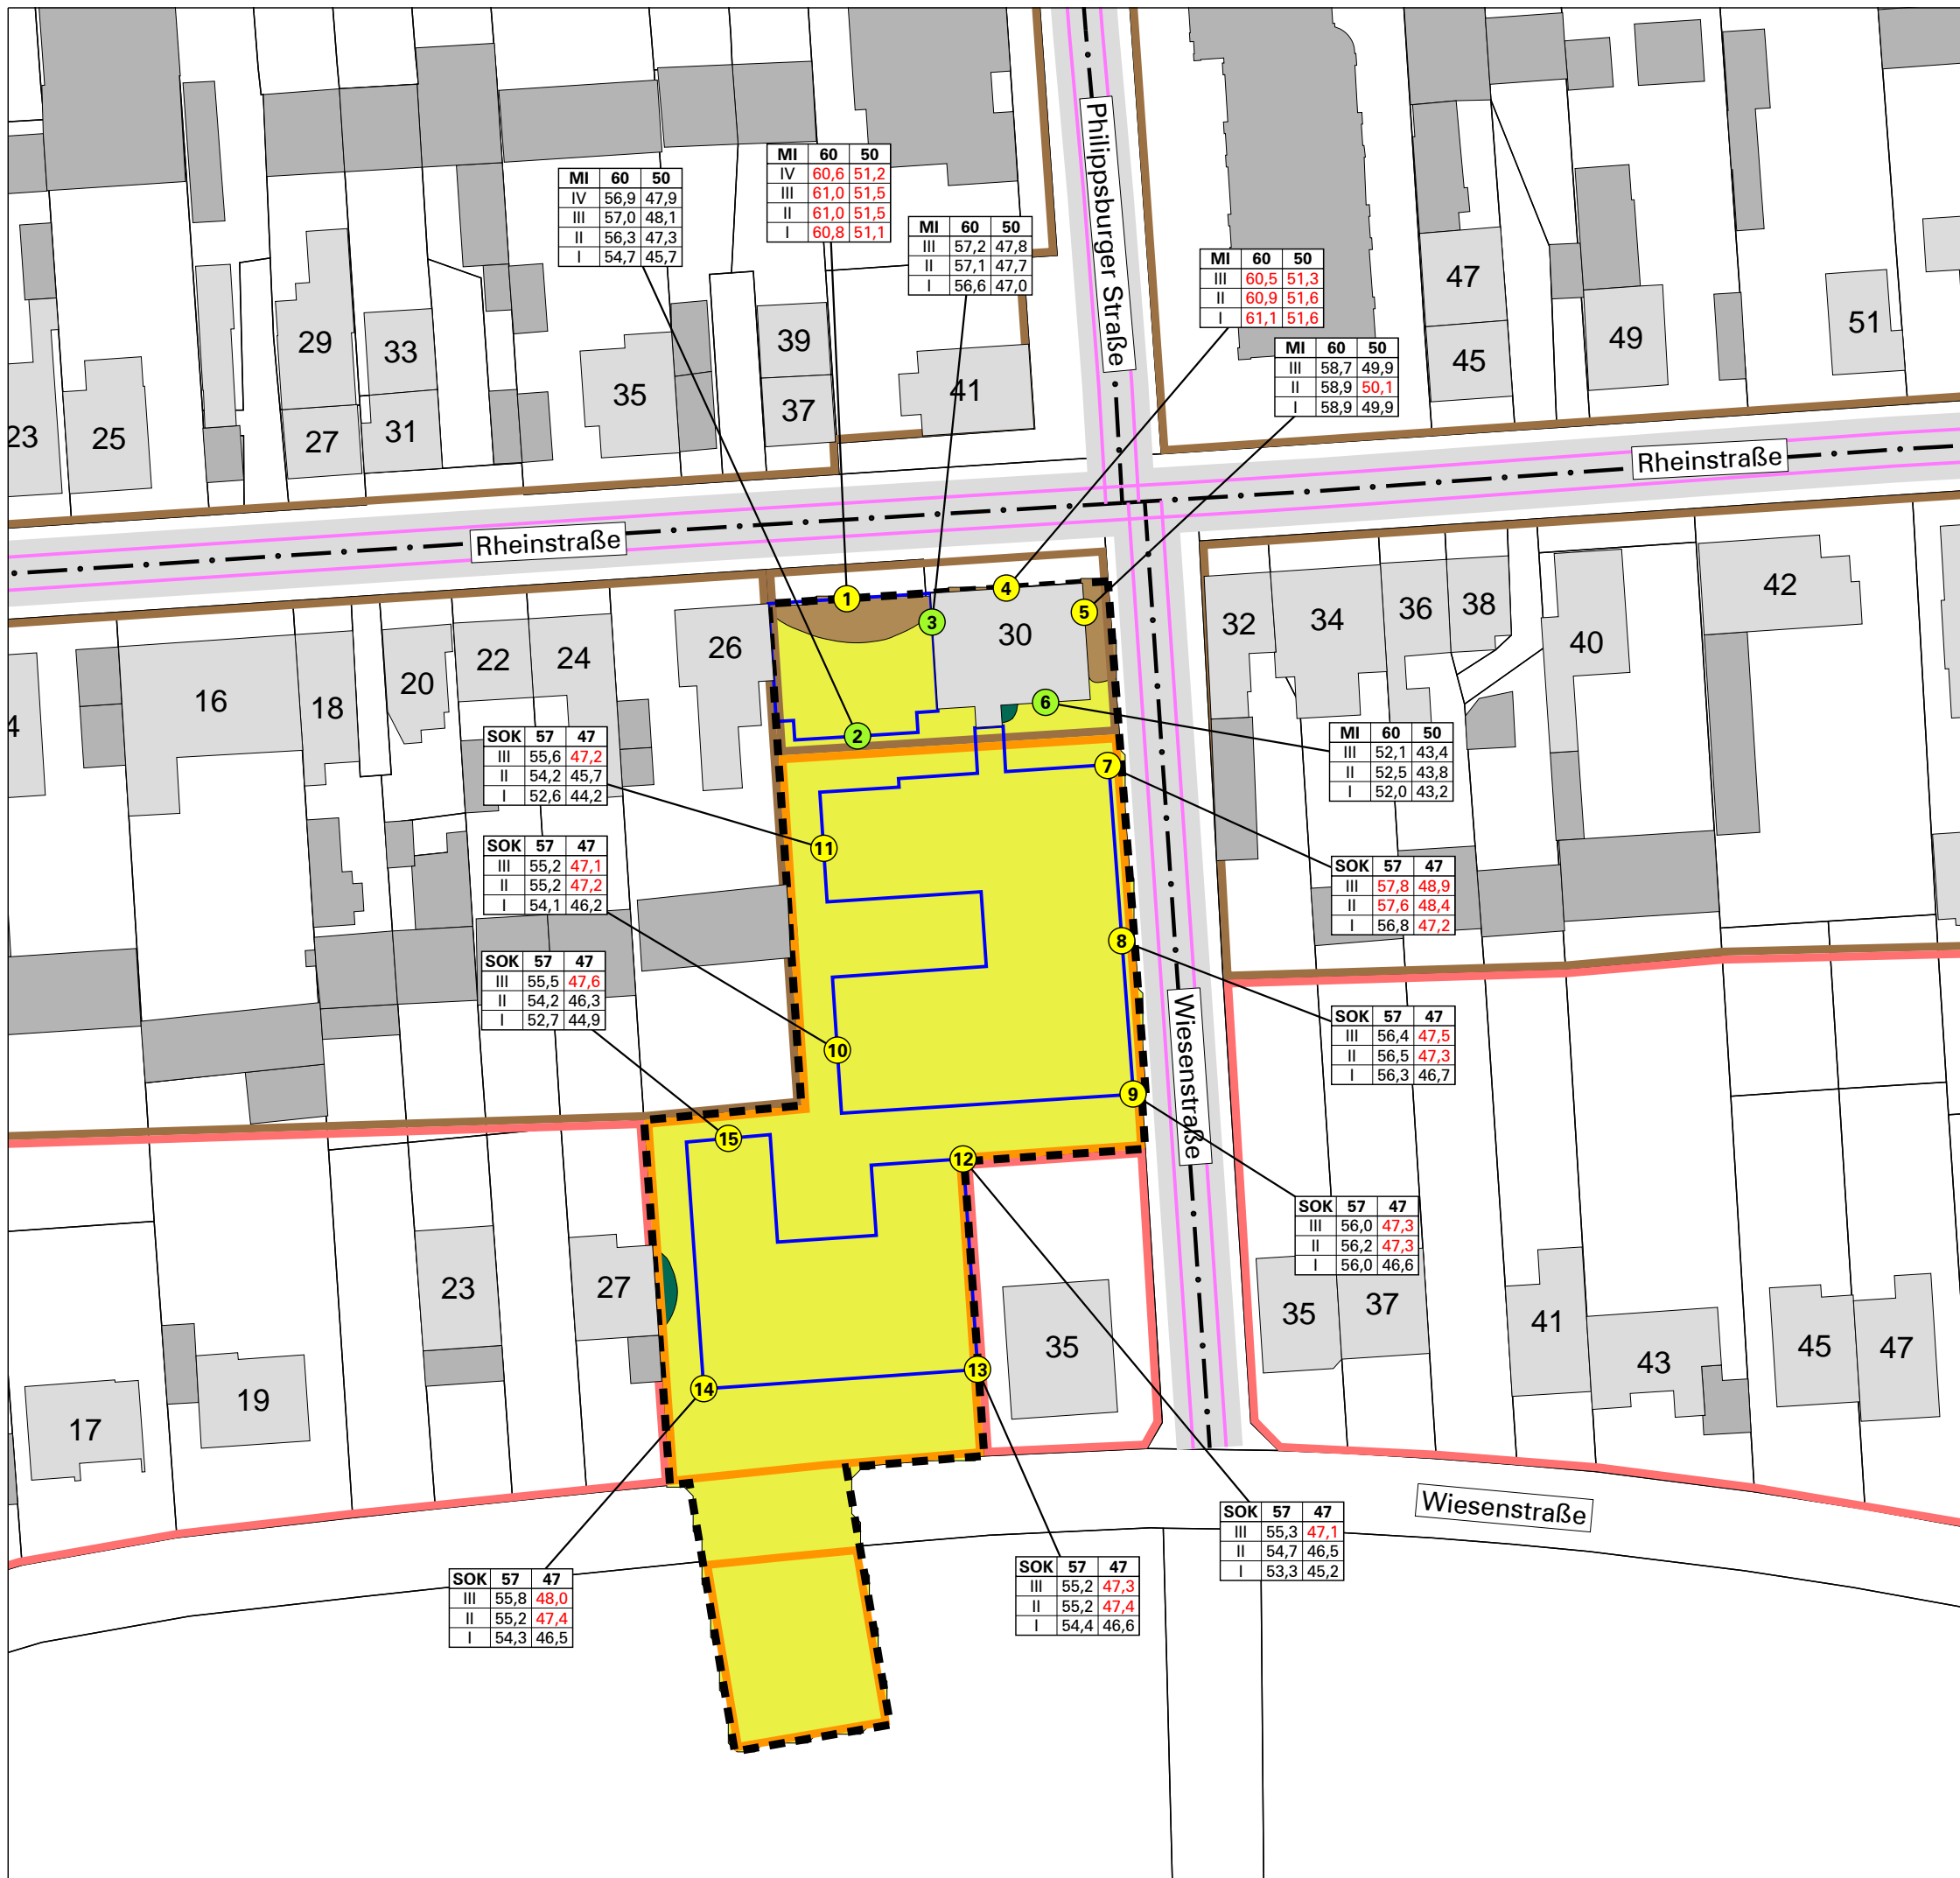 MI 60 50
IV 60,6 51,2
III 61,0 51,5
II 61,0 51,5
I 60,8 51,1
MI 60 50
IV 56,9 47,9
III 57,0 48,1
II 56,3 47,3
I 54,7 45,7
MI 60 50
III 57,2 47,8
II 57,1 47,7
I 56,6 47,0
Philippsburger Straße
MI 60 50
III 60,5 51,3
II 60,9 51,6
I 61,1 51,6
MI 60 50
III 58,7 49,9
II 58,9 50,1
I 58,9 49,9
47
45
49
51
29
33
39
35
37
41
23
25
27
31
Rheinstraße
Rheinstraße
1
4
5
3
30
26
2
6
32
34
36
38
40
42
4
16
18
20
22
24
SOK 57 47
III 55,6 47,2
II 54,2 45,7
I 52,6 44,2
MI 60 50
III 52,1 43,4
II 52,5 43,8
I 52,0 43,2
7
11
SOK 57 47
III 55,2 47,1
II 55,2 47,2
I 54,1 46,2
SOK 57 47
III 57,8 48,9
II 57,6 48,4
I 56,8 47,2
8
SOK 57 47
III 55,5 47,6
II 54,2 46,3
I 52,7 44,9
10
SOK 57 47
III 56,4 47,5
II 56,5 47,3
I 56,3 46,7
Wiesenstraße
9
15
12
SOK 57 47
III 56,0 47,3
II 56,2 47,3
I 56,0 46,6
23
27
35
35
37
41
43
45
47
13
14
17
19
Wiesenstraße
SOK 57 47
III 55,3 47,1
II 54,7 46,5
I 53,3 45,2
SOK 57 47
III 55,8 48,0
II 55,2 47,4
I 54,3 46,5
SOK 57 47
III 55,2 47,3
II 55,2 47,4
I 54,4 46,6